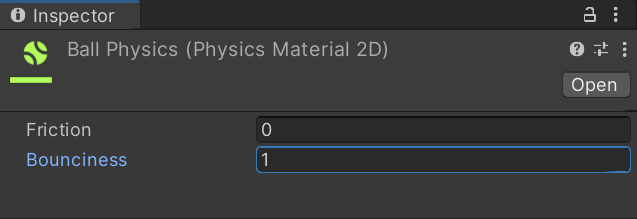 Inspector
Ball Physics (Physics Material 2D)
Open
Friction 0
Bounciness 1